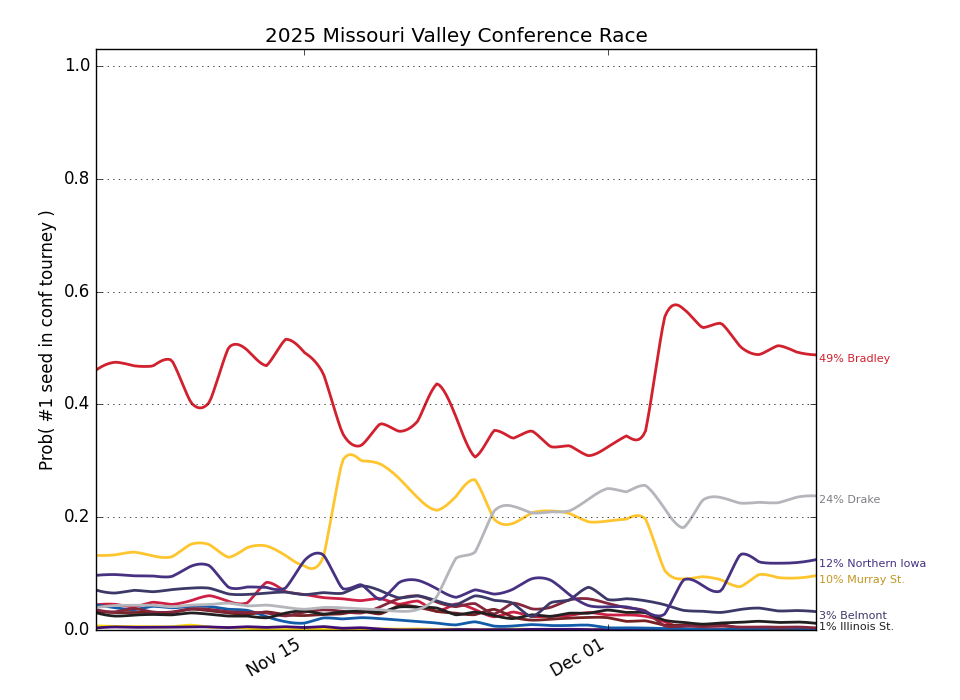 2025 Missouri Valley Conference Race
Prob( #1 seed in conf tourney )
1.0
0.8
0.6
0.4
0.2
0.0
Nov 15
Dec 01
49% Bradley
24% Drake
12% Northern Iowa
10% Murray St.
3% Belmont
1% Illinois St.